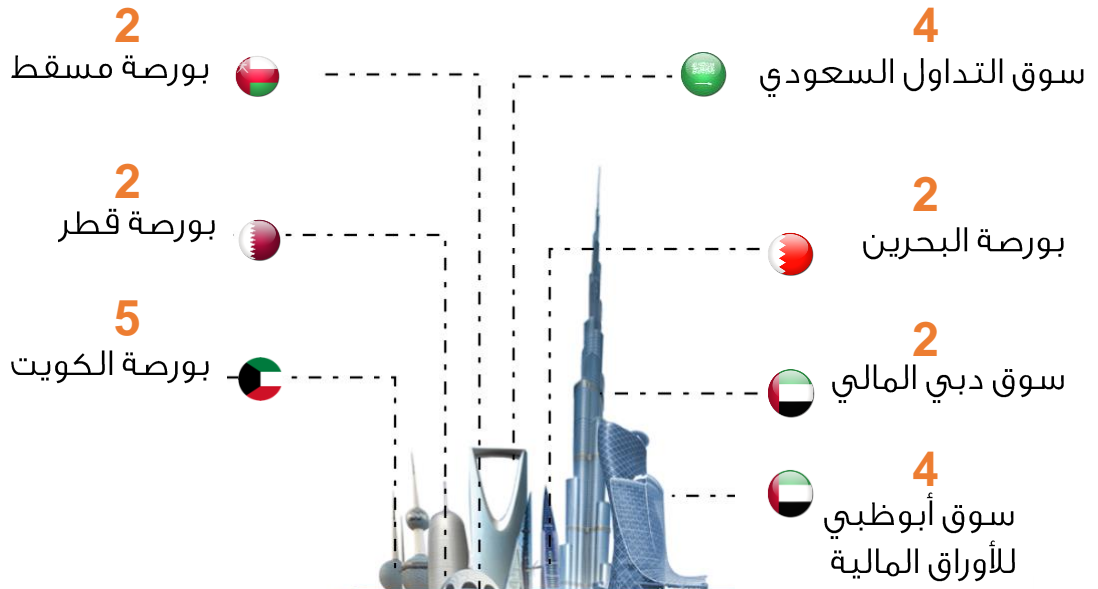 4
سوق التداول السعودي
2
بورصة البحرين
2
سوق دبي المالي
4
سوق أبوظبي
للأوراق المالية
2
بورصة مسقط
2
بورصة قطر
5
بورصة الكويت